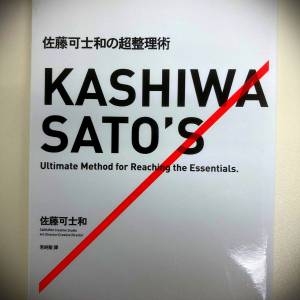 佐藤可士和の超整理術
KASHIWA
SATO'S
Ultimate Method for Reaching the Essentials.
佐藤可士和